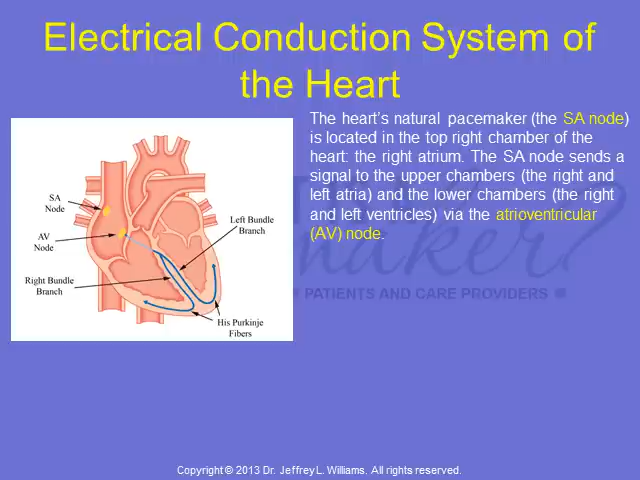 Electrical Conduction System of
the Heart
The heart's natural pacemaker (the SA node)
is located in the top right chamber of the
heart: the right atrium. The SA node sends a
signal to the upper chambers (the right and
left atria) and the lower chambers (the right
and left ventricles) via the atrioventricular
(AV) node.
SA
Node
AV
Node
Left Bundle
Branch
Right Bundle
Branch
His Purkinje
Fibers
maker?
PATIENTS AND CARE PROVIDERS
Copyright © 2013 Dr. Jeffrey L. Williams. All rights reserved.